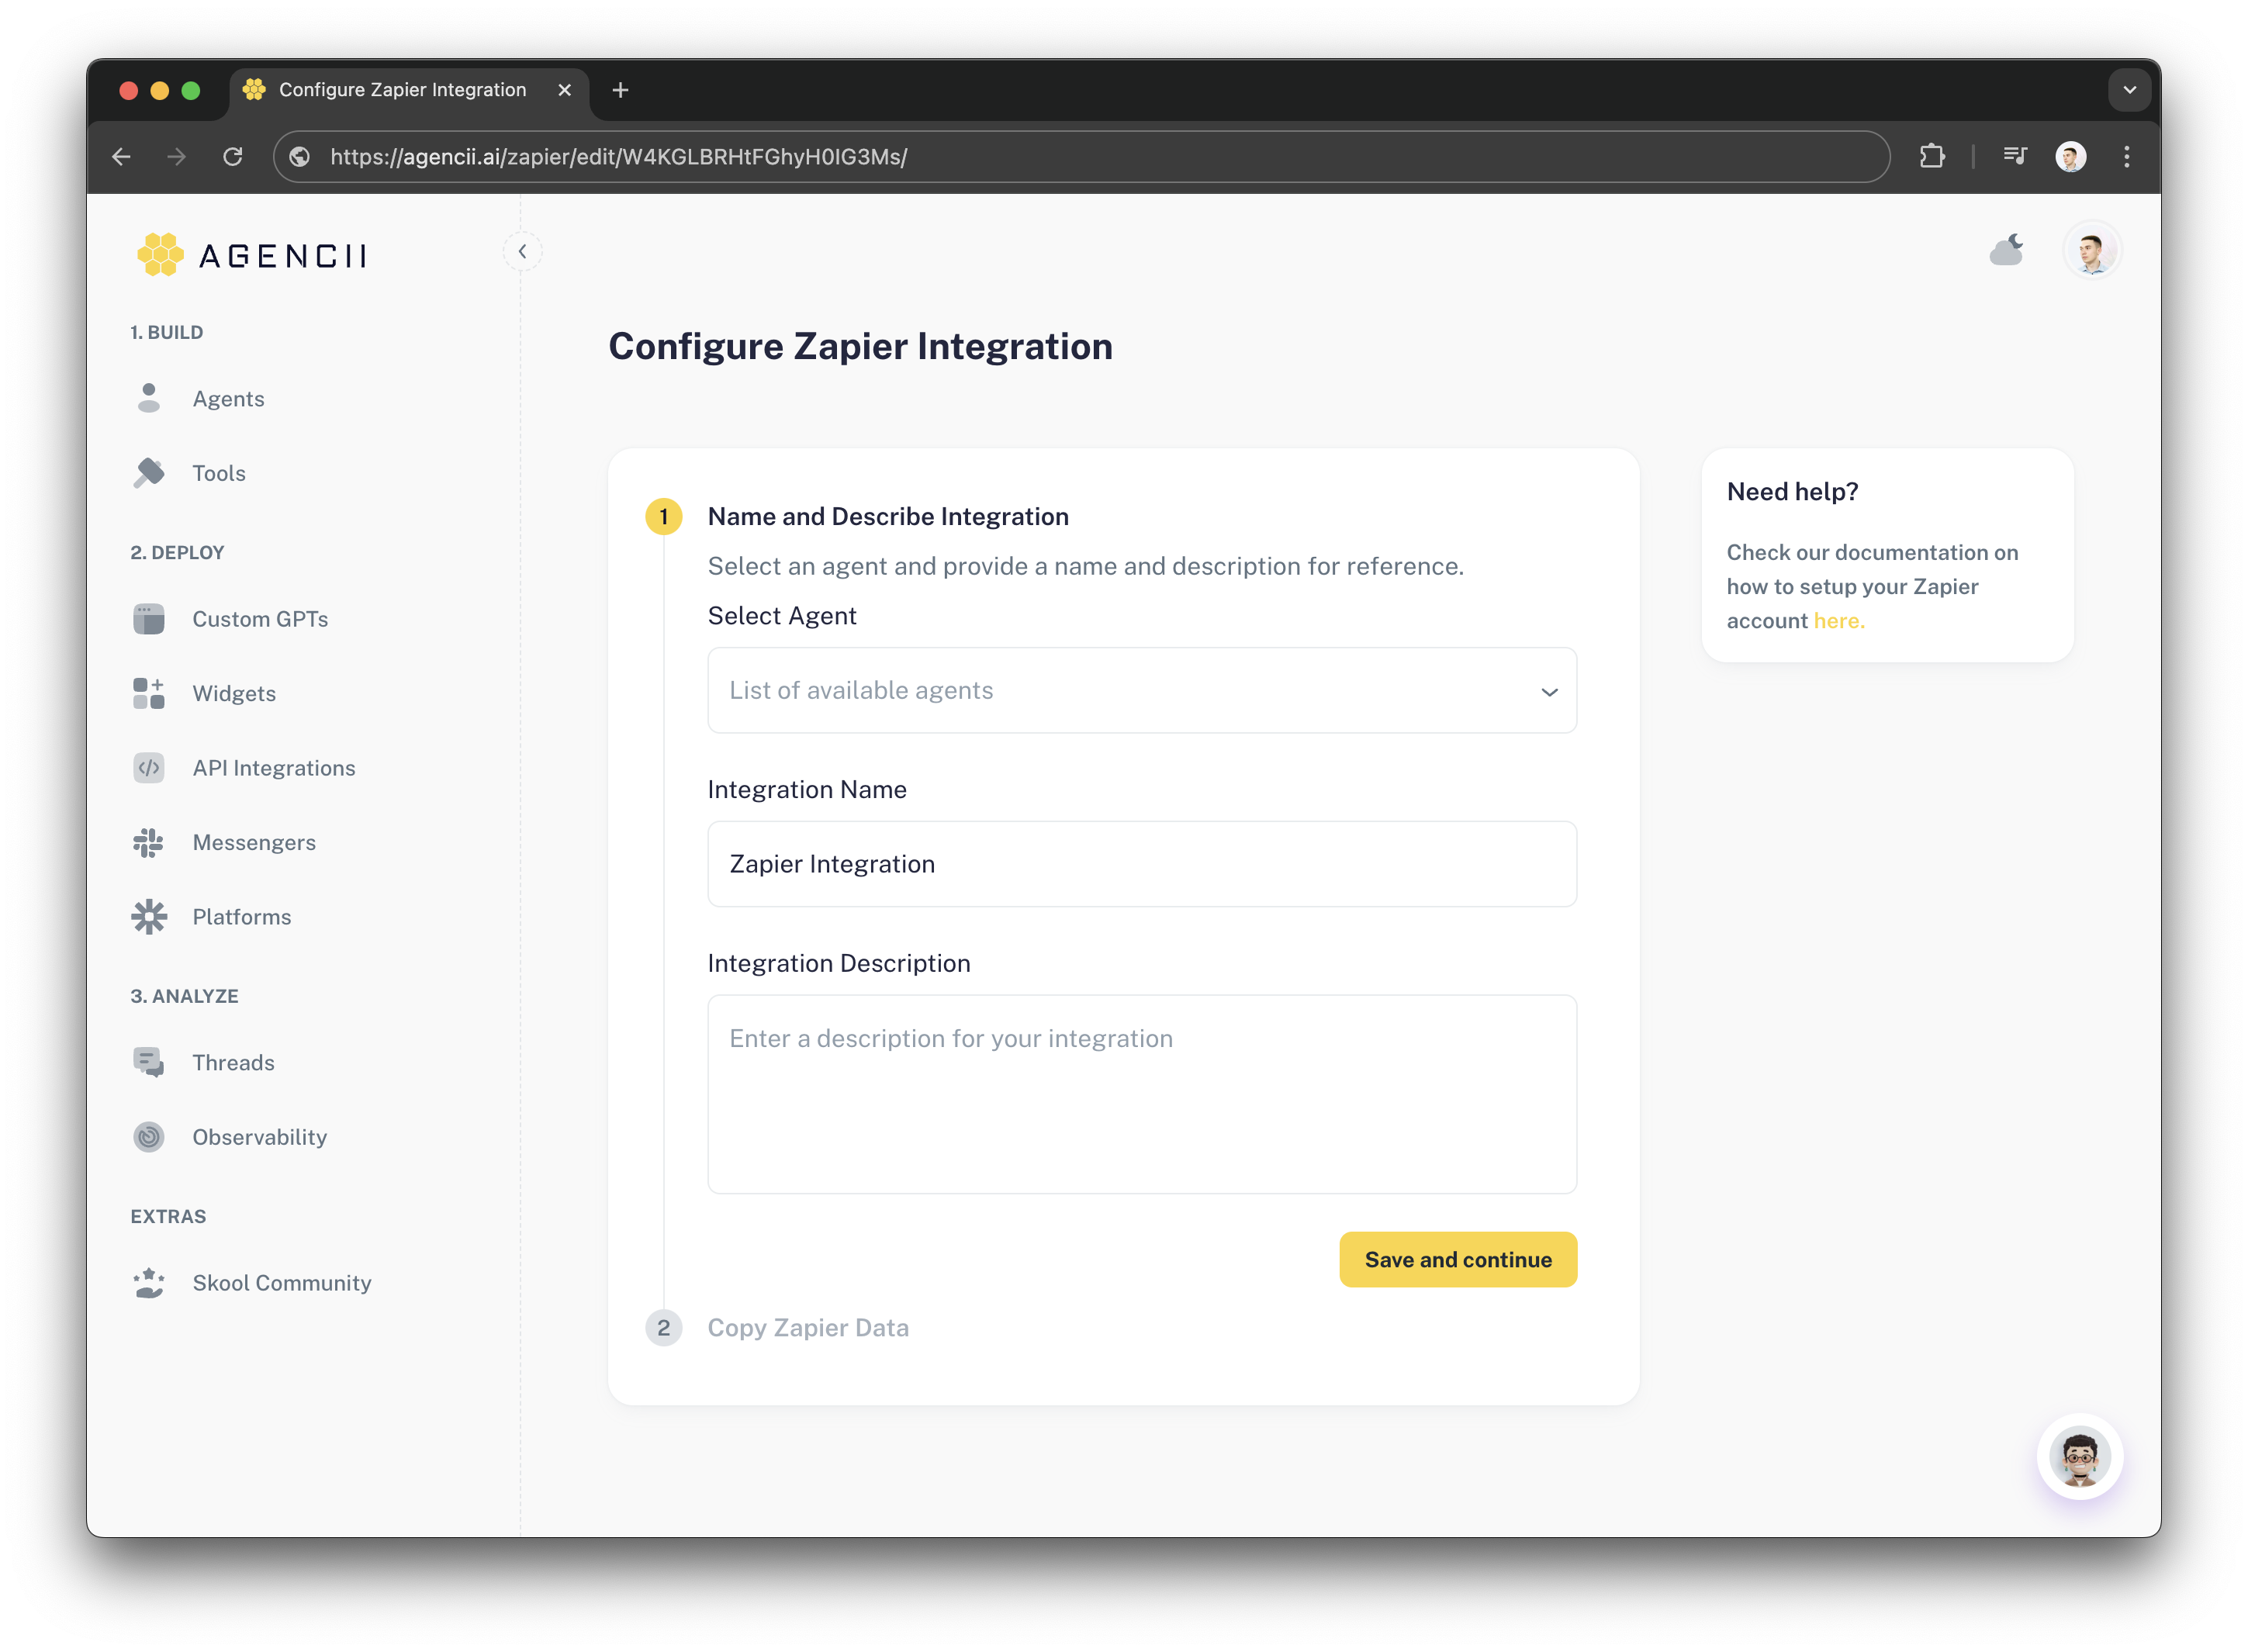 Configure Zapier Integration
https://agencii.ai/zapier/edit/W4KGLBRHtFGhyH0IG3Ms/
AGENCII
1. BUILD
Agents
Tools
2. DEPLOY
Custom GPTs
Widgets
API Integrations
Messengers
Platforms
3. ANALYZE
Threads
Observability
EXTRAS
Skool Community
Configure Zapier Integration
1
Name and Describe Integration
Select an agent and provide a name and description for reference.
Select Agent
List of available agents
Integration Name
Zapier Integration
Integration Description
Enter a description for your integration
Save and continue
2
Copy Zapier Data
Need help?
Check our documentation on
how to setup your Zapier
account here.